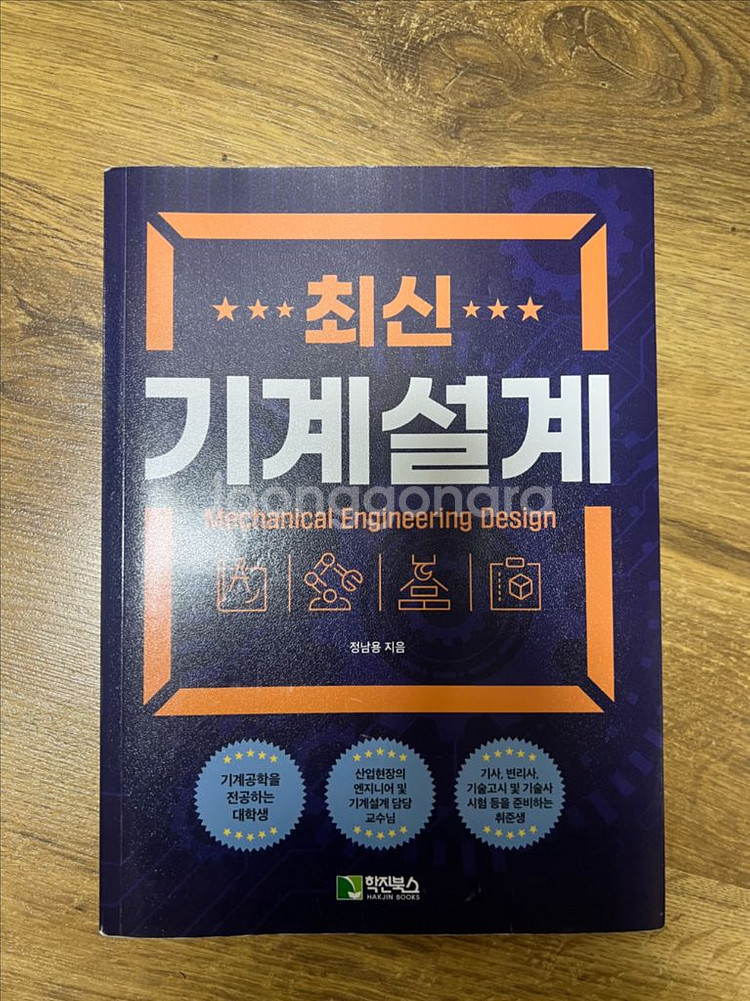 최신
기계설계
joonggonara
Mechanical Engineering Design
정남용 지음
기계공학을
전공하는
대학생
산업현장의
엔지니어 및
기계설계 담당
교수님
기사, 변리사,
기술고시 및 기술사
시험 등을 준비하는
취준생
학진북스
HAKJIN BOOKS